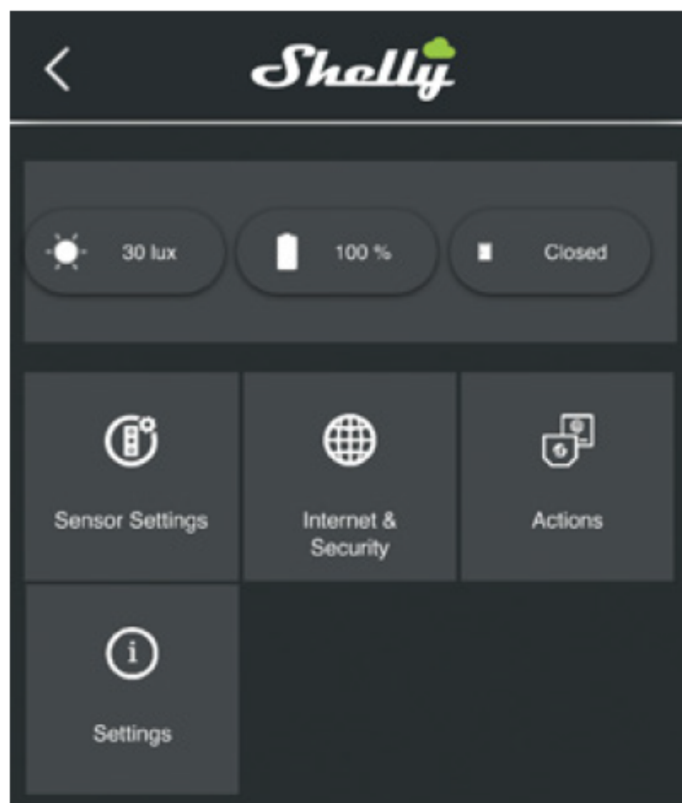 Shelly
30 lux
100 %
Closed
Sensor Settings
Internet &
Security
Actions
Settings